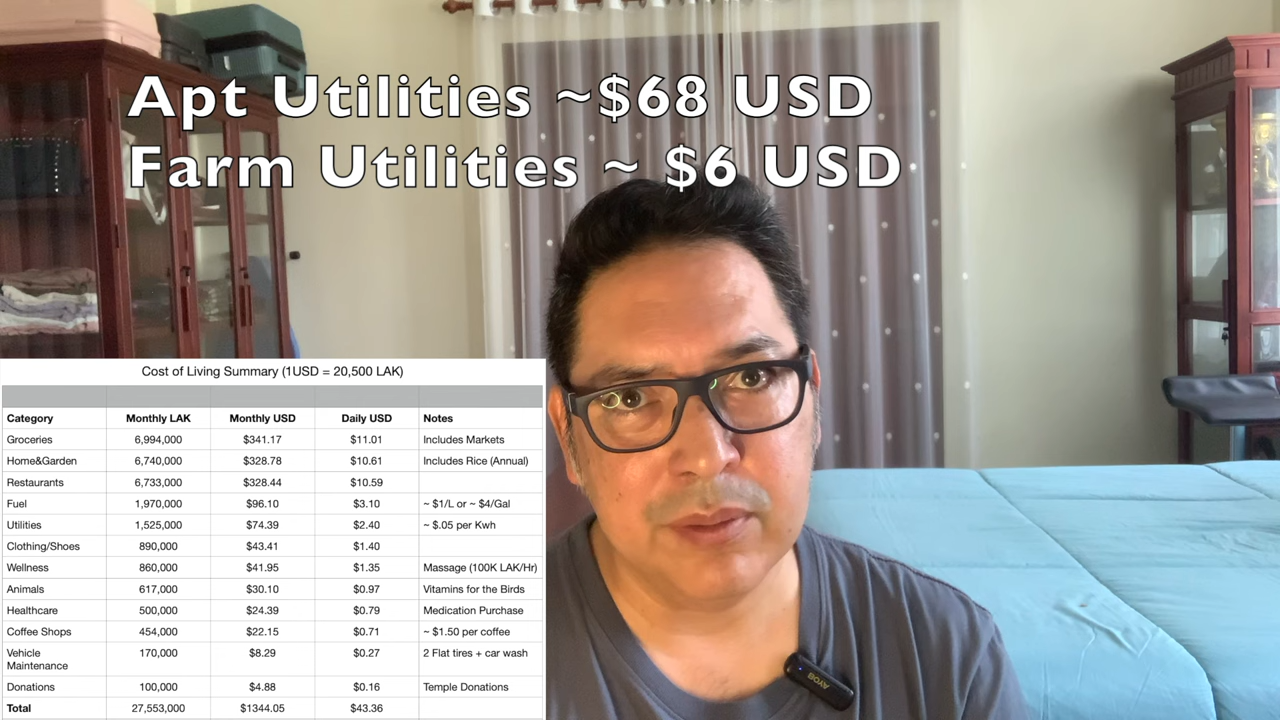 Apt Utilities ~$68 USD
Farm Utilities ~ $6 USD
Cost of Living Summary (1USD = 20,500 LAK)
Category Monthly LAK Monthly USD Daily USD Notes
Groceries 6,994,000 $341.17 $11.01 Includes Markets
Home&Garden 6,740,000 $328.78 $10.61 Includes Rice (Annual)
Restaurants 6,733,000 $328.44 $10.59
Fuel 1,970,000 $96.10 $3.10 ~ $1/L or ~ $4/Gal
Utilities 1,525,000 $74.39 $2.40 ~ $.05 per Kwh
Clothing/Shoes 890,000 $43.41 $1.40
Wellness 860,000 $41.95 $1.35 Massage (100K LAK/Hr)
Animals 617,000 $30.10 $0.97 Vitamins for the Birds
Healthcare 500,000 $24.39 $0.79 Medication Purchase
Coffee Shops 454,000 $22.15 $0.71 ~ $1.50 per coffee
Vehicle Maintenance 170,000 $8.29 $0.27 2 Flat tires + car wash
Donations 100,000 $4.88 $0.16 Temple Donations
Total 27,553,000 $1344.05 $43.36
BOYA